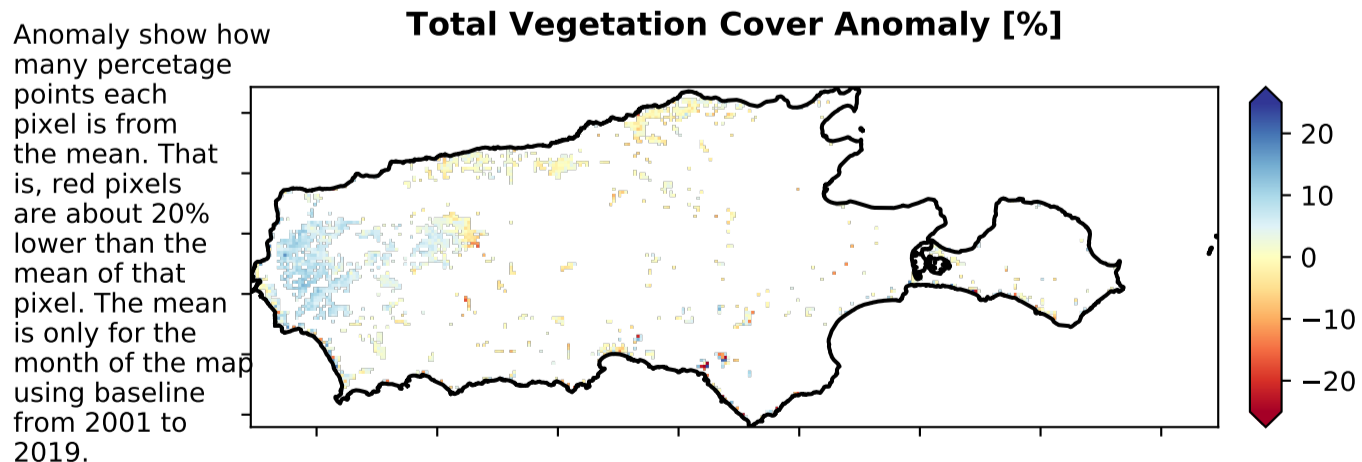 Total Vegetation Cover Anomaly [%]
Anomaly show how
many percetage
points each
pixel is from
the mean. That
is, red pixels
are about 20%
lower than the
mean of that
pixel. The mean
is only for the
month of the map
using baseline
from 2001 to
2019.
20
10
0
−10
−20